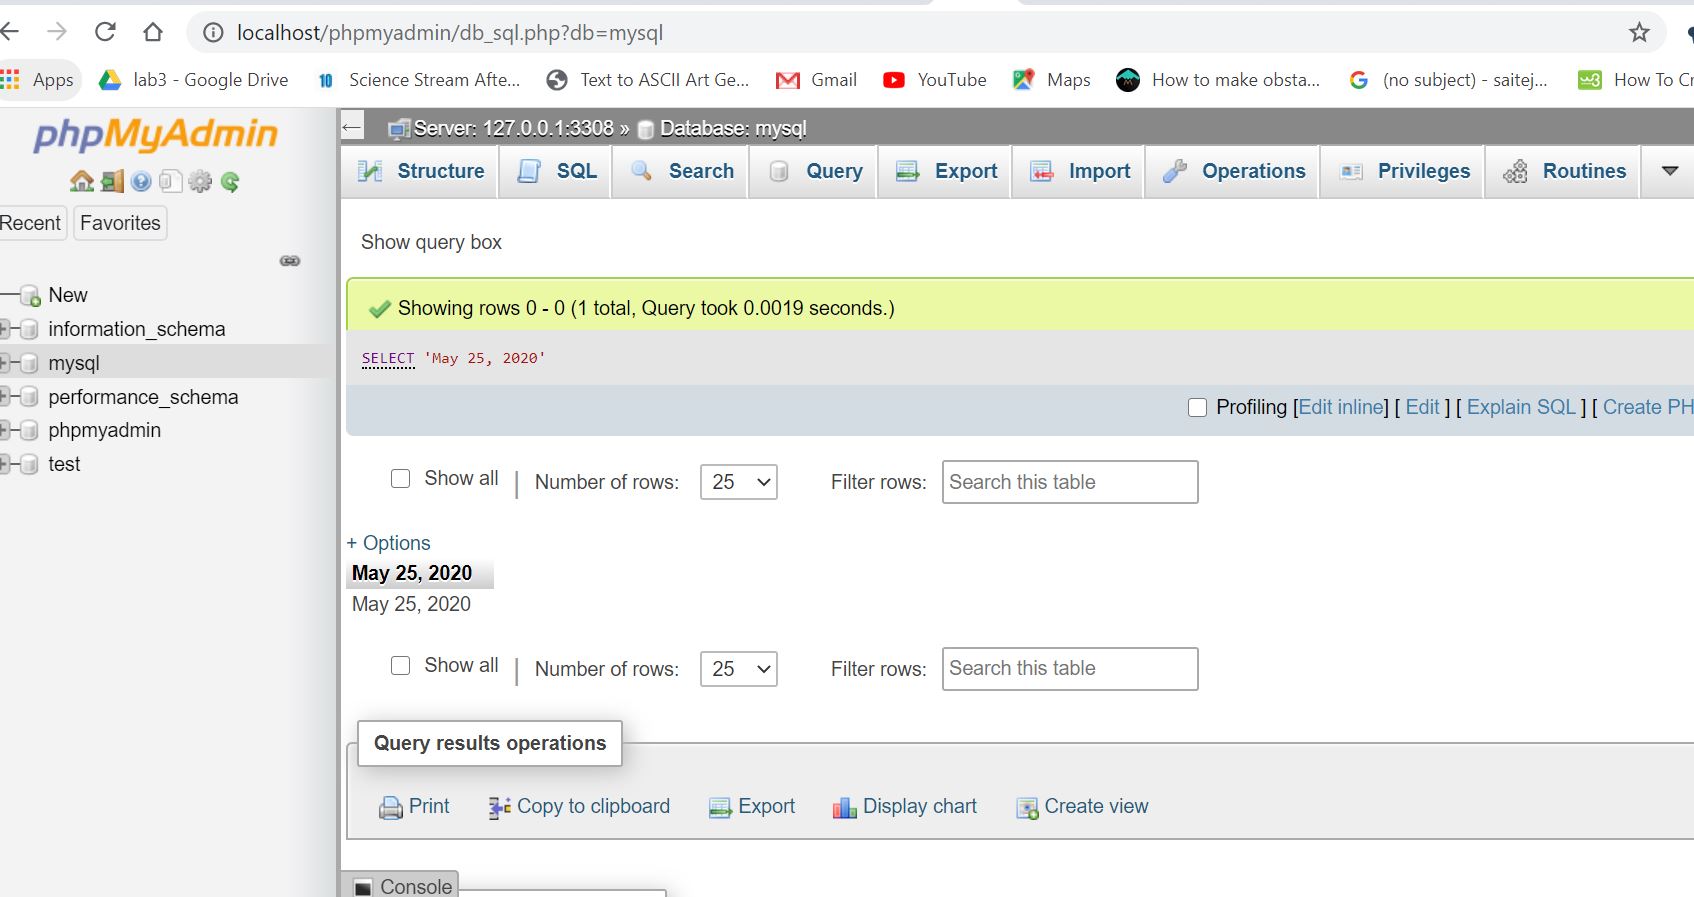 localhost/phpmyadmin/db_sql.php?db=mysql
Apps lab3 - Google Drive 10 Science Stream Afte... Text to ASCII Art Ge... Gmail YouTube Maps How to make obsta... G (no subject) - saitej... How To Cr
phpMyAdmin
Recent Favorites
New
information_schema
mysql
performance_schema
phpmyadmin
test
Server: 127.0.0.1:3308 » Database: mysql
Structure SQL Search Query Export Import Operations Privileges Routines
Show query box
Showing rows 0 - 0 (1 total, Query took 0.0019 seconds.)
SELECT 'May 25, 2020'
Profiling [Edit inline] [ Edit ] [ Explain SQL ] [ Create PH
Show all | Number of rows: 25 Filter rows: Search this table
+ Options
May 25, 2020
May 25, 2020
Show all | Number of rows: 25 Filter rows: Search this table
Query results operations
Print Copy to clipboard Export Display chart Create view
Console